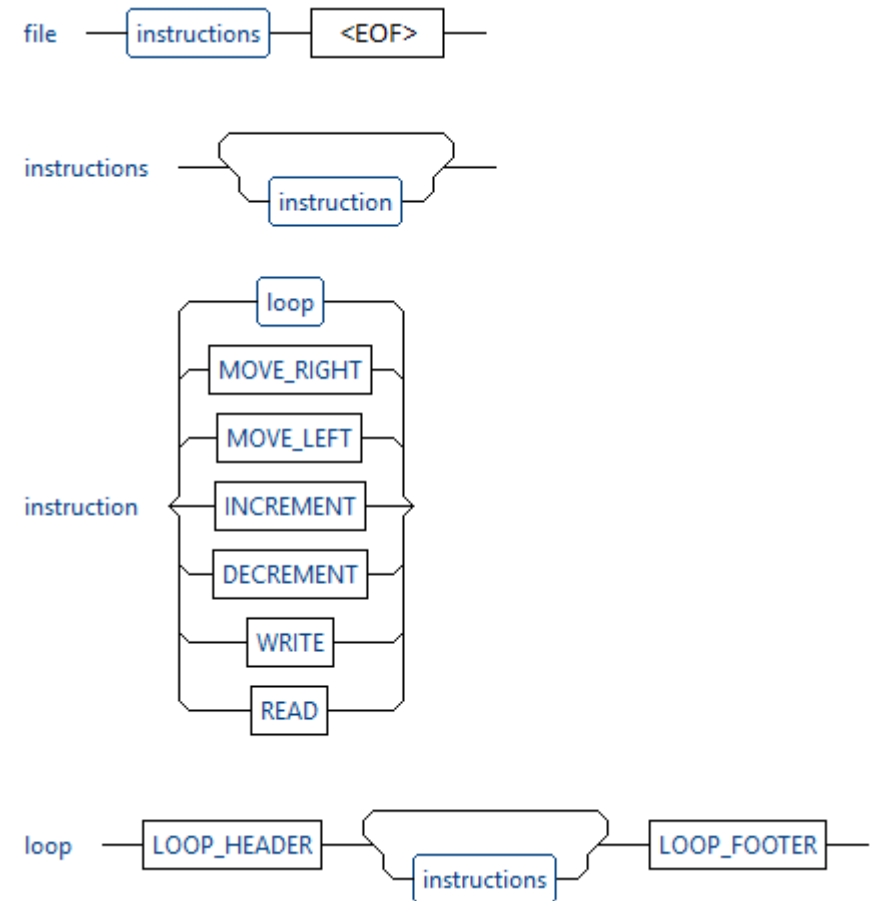 file instructions <EOF>
instructions
instruction
loop
MOVE_RIGHT
MOVE_LEFT
instruction INCREMENT
DECREMENT
WRITE
READ
loop LOOP_HEADER LOOP_FOOTER
instructions